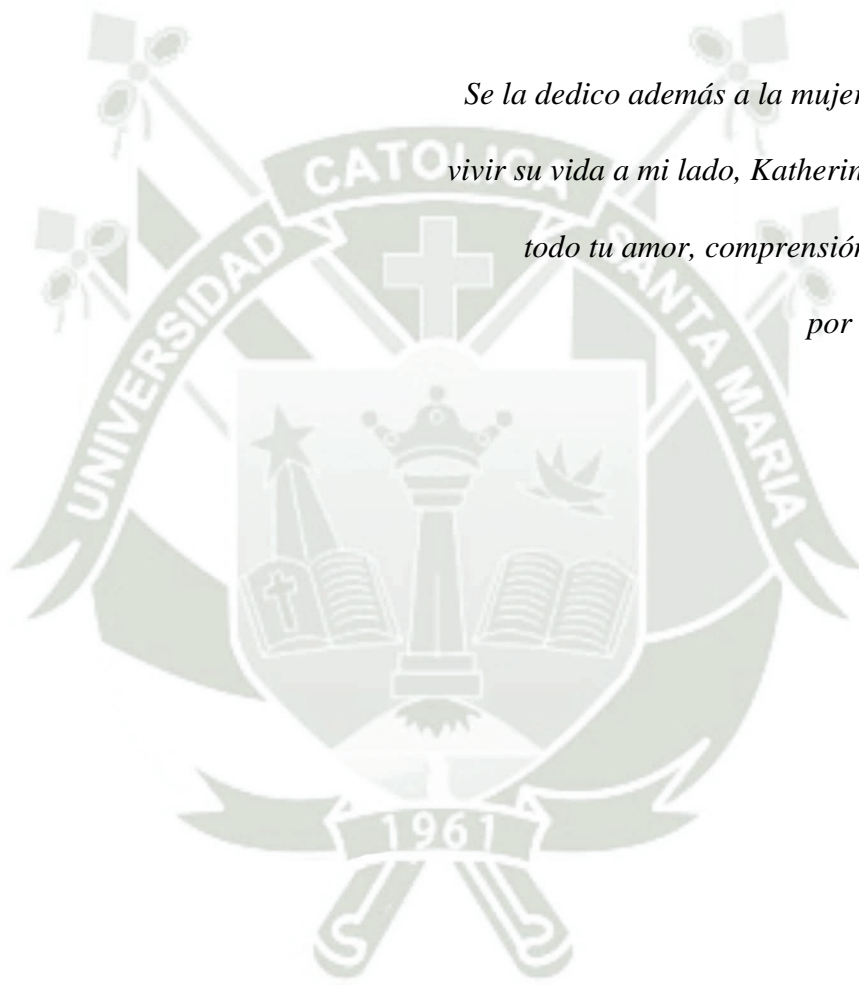 Se la dedico además a la mujer
vivir su vida a mi lado, Katherin
todo tu amor, comprensión
por
UNIVERSIDAD CATOLICA SANTA MARIA
1961